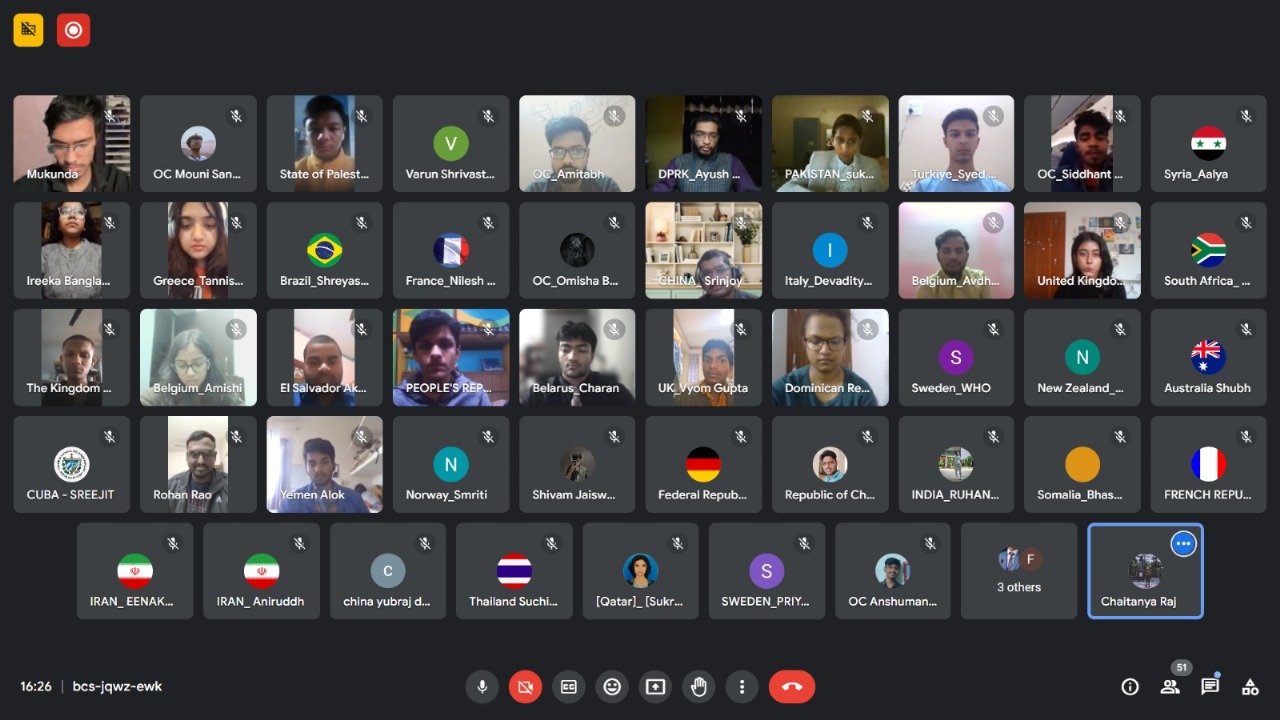 Mukunda
OC Mouni San...
State of Palest...
V
Varun Shrivast...
OC_Amitabh
DPRK_Ayush ...
PAKISTAN_suk...
Turkiye_Syed ...
OC_Siddhant ...
Syria_Aalya
Ireeka Bangla...
Greece_Tannis...
Brazil_Shreyas...
France_Nilesh ...
OC_Omisha B...
CHINA_ Srinjoy
I
Italy_Devadity...
Belgium_Avdh...
United Kingdo...
South Africa_ ...
The Kingdom ...
Belgium_Amishi
El Salvador Ak...
PEOPLE'S REP...
Belarus_Charan
UK_Vyom Gupta
Dominican Re...
S
Sweden_WHO
N
New Zealand_...
Australia Shubh
CUBA - SREEJIT
Rohan Rao
Yemen Alok
N
Norway_Smriti
Shivam Jaisw...
Federal Repub...
Republic of Ch...
INDIA_RUHAN...
Somalia_Bhas...
FRENCH REPU...
IRAN_ EENAK...
IRAN_ Aniruddh
c
china yubraj d...
Thailand Suchi...
[Qatar]_ [Sukr...
S
SWEDEN_PRIY...
OC Anshuman...
F
3 others
Chaitanya Raj
16:26 | bcs-jqwz-ewk
51